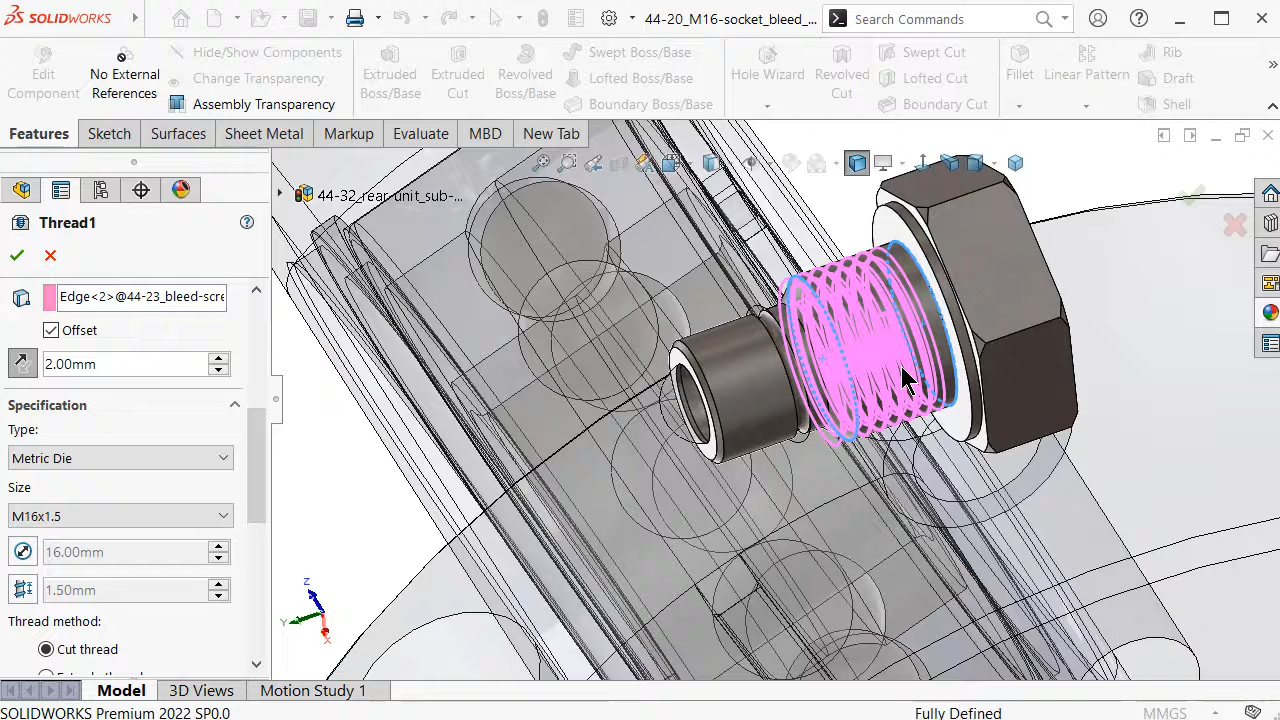 SOLIDWORKS
44-20_M16-socket_bleed_...
Search Commands
Edit Component
No External References
Hide/Show Components
Change Transparency
Assembly Transparency
Extruded Boss/Base
Extruded Cut
Revolved Boss/Base
Swept Boss/Base
Lofted Boss/Base
Boundary Boss/Base
Hole Wizard
Revolved Cut
Swept Cut
Lofted Cut
Boundary Cut
Fillet
Linear Pattern
Rib
Draft
Shell
Features
Sketch
Surfaces
Sheet Metal
Markup
Evaluate
MBD
New Tab
44-32_rear-unit_sub-...
Thread1
Edge<2>@44-23_bleed-scre
Offset
2.00mm
Specification
Type:
Metric Die
Size
M16x1.5
16.00mm
1.50mm
Thread method:
Cut thread
Z
Y
X
Model
3D Views
Motion Study 1
SOLIDWORKS Premium 2022 SP0.0
Fully Defined
MMGS